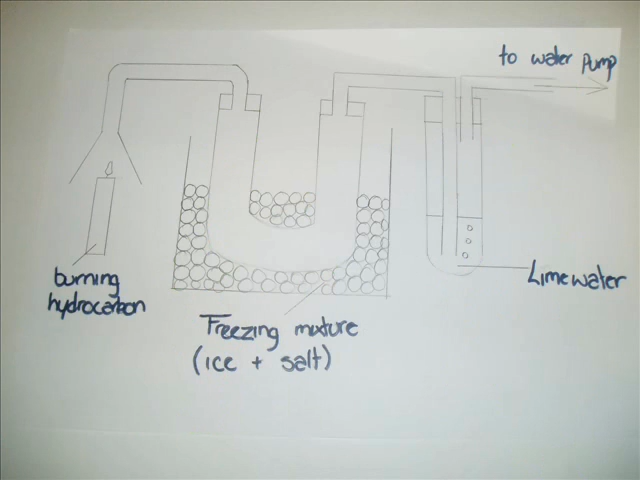 to water pump
burning
hydrocarbon
Limewater
Freezing mixture
(ice + salt)